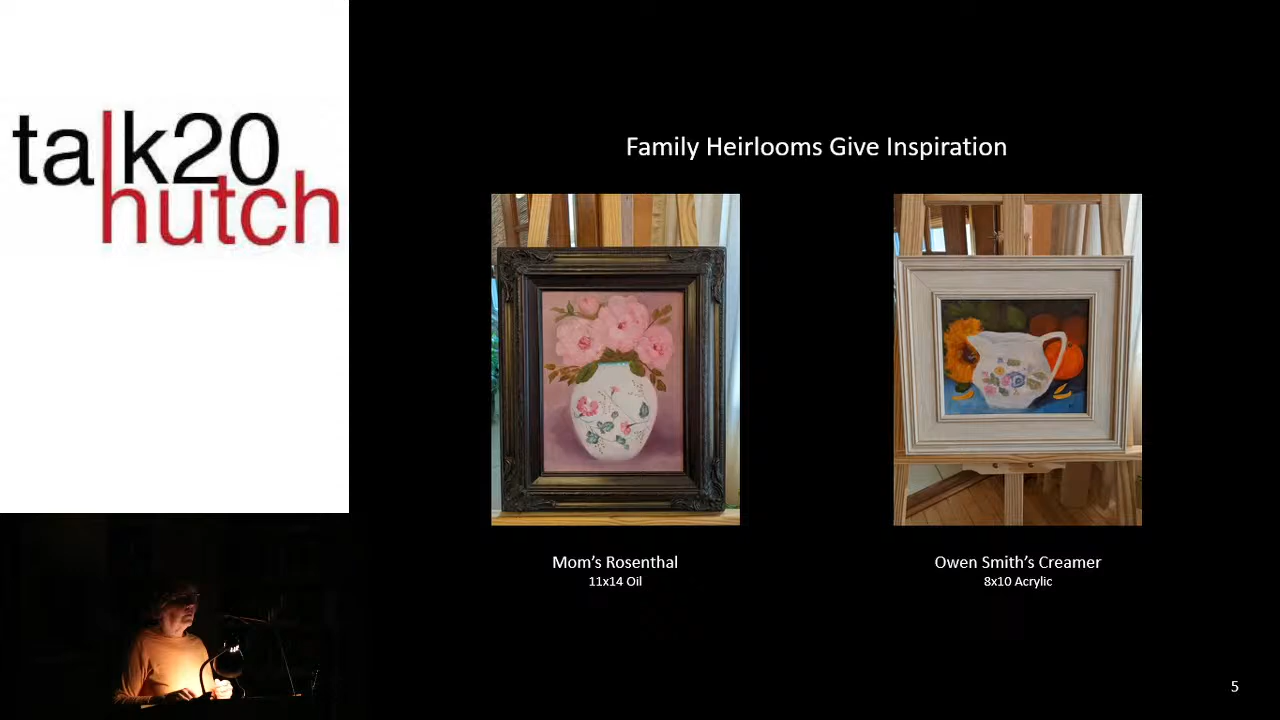 talk20
hutch
Family Heirlooms Give Inspiration
Mom's Rosenthal
11x14 Oil
Owen Smith's Creamer
8x10 Acrylic
5